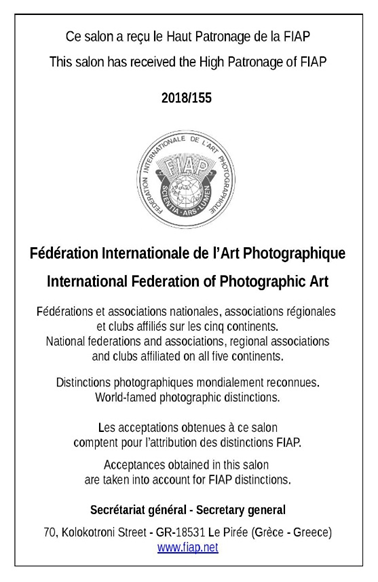 Ce salon a reçu le Haut Patronage de la FIAP
This salon has received the High Patronage of FIAP
2018/155
FÉDÉRATION INTERNATIONALE DE L'ART PHOTOGRAPHIQUE
FIAP
SCIENTIA - ARS - LUMEN
Fédération Internationale de l’Art Photographique
International Federation of Photographic Art
Fédérations et associations nationales, associations régionales
et clubs affiliés sur les cinq continents.
National federations and associations, regional associations
and clubs affiliated on all five continents.
Distinctions photographiques mondialement reconnues.
World-famed photographic distinctions.
Les acceptations obtenues à ce salon
comptent pour l’attribution des distinctions FIAP.
Acceptances obtained in this salon
are taken into account for FIAP distinctions.
Secrétariat général - Secretary general
70, Kolokotroni Street - GR-18531 Le Pirée (Grèce - Greece)
www.fiap.net